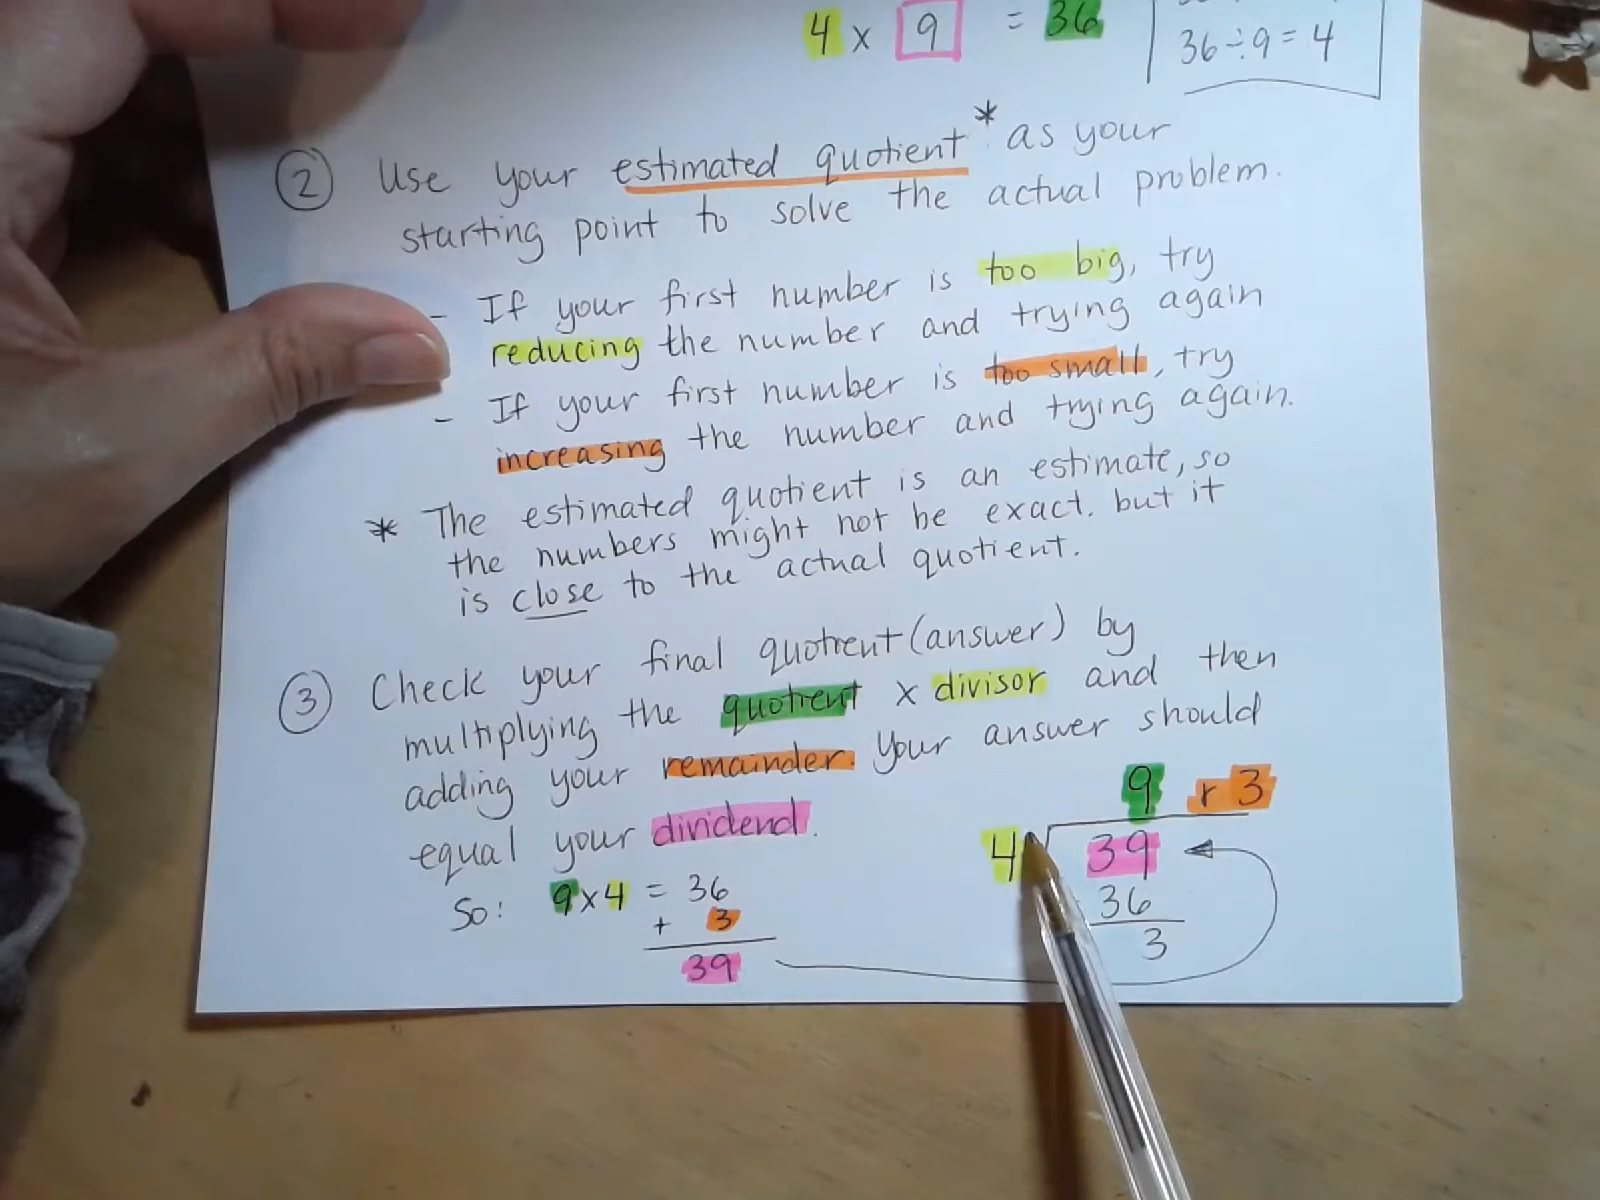 4 x 9 = 36
36 ÷ 9 = 4
2 Use your estimated quotient * as your
starting point to solve the actual problem.
- If your first number is too big, try
reducing the number and trying again
- If your first number is too small, try
increasing the number and trying again.
* The estimated quotient is an estimate, so
the numbers might not be exact. but it
is close to the actual quotient.
3 Check your final quotient (answer) by
multiplying the quotient x divisor and then
adding your remainder. Your answer should
equal your dividend.
So: 9 x 4 = 36
+ 3
39
9 r 3
4 39
36
3